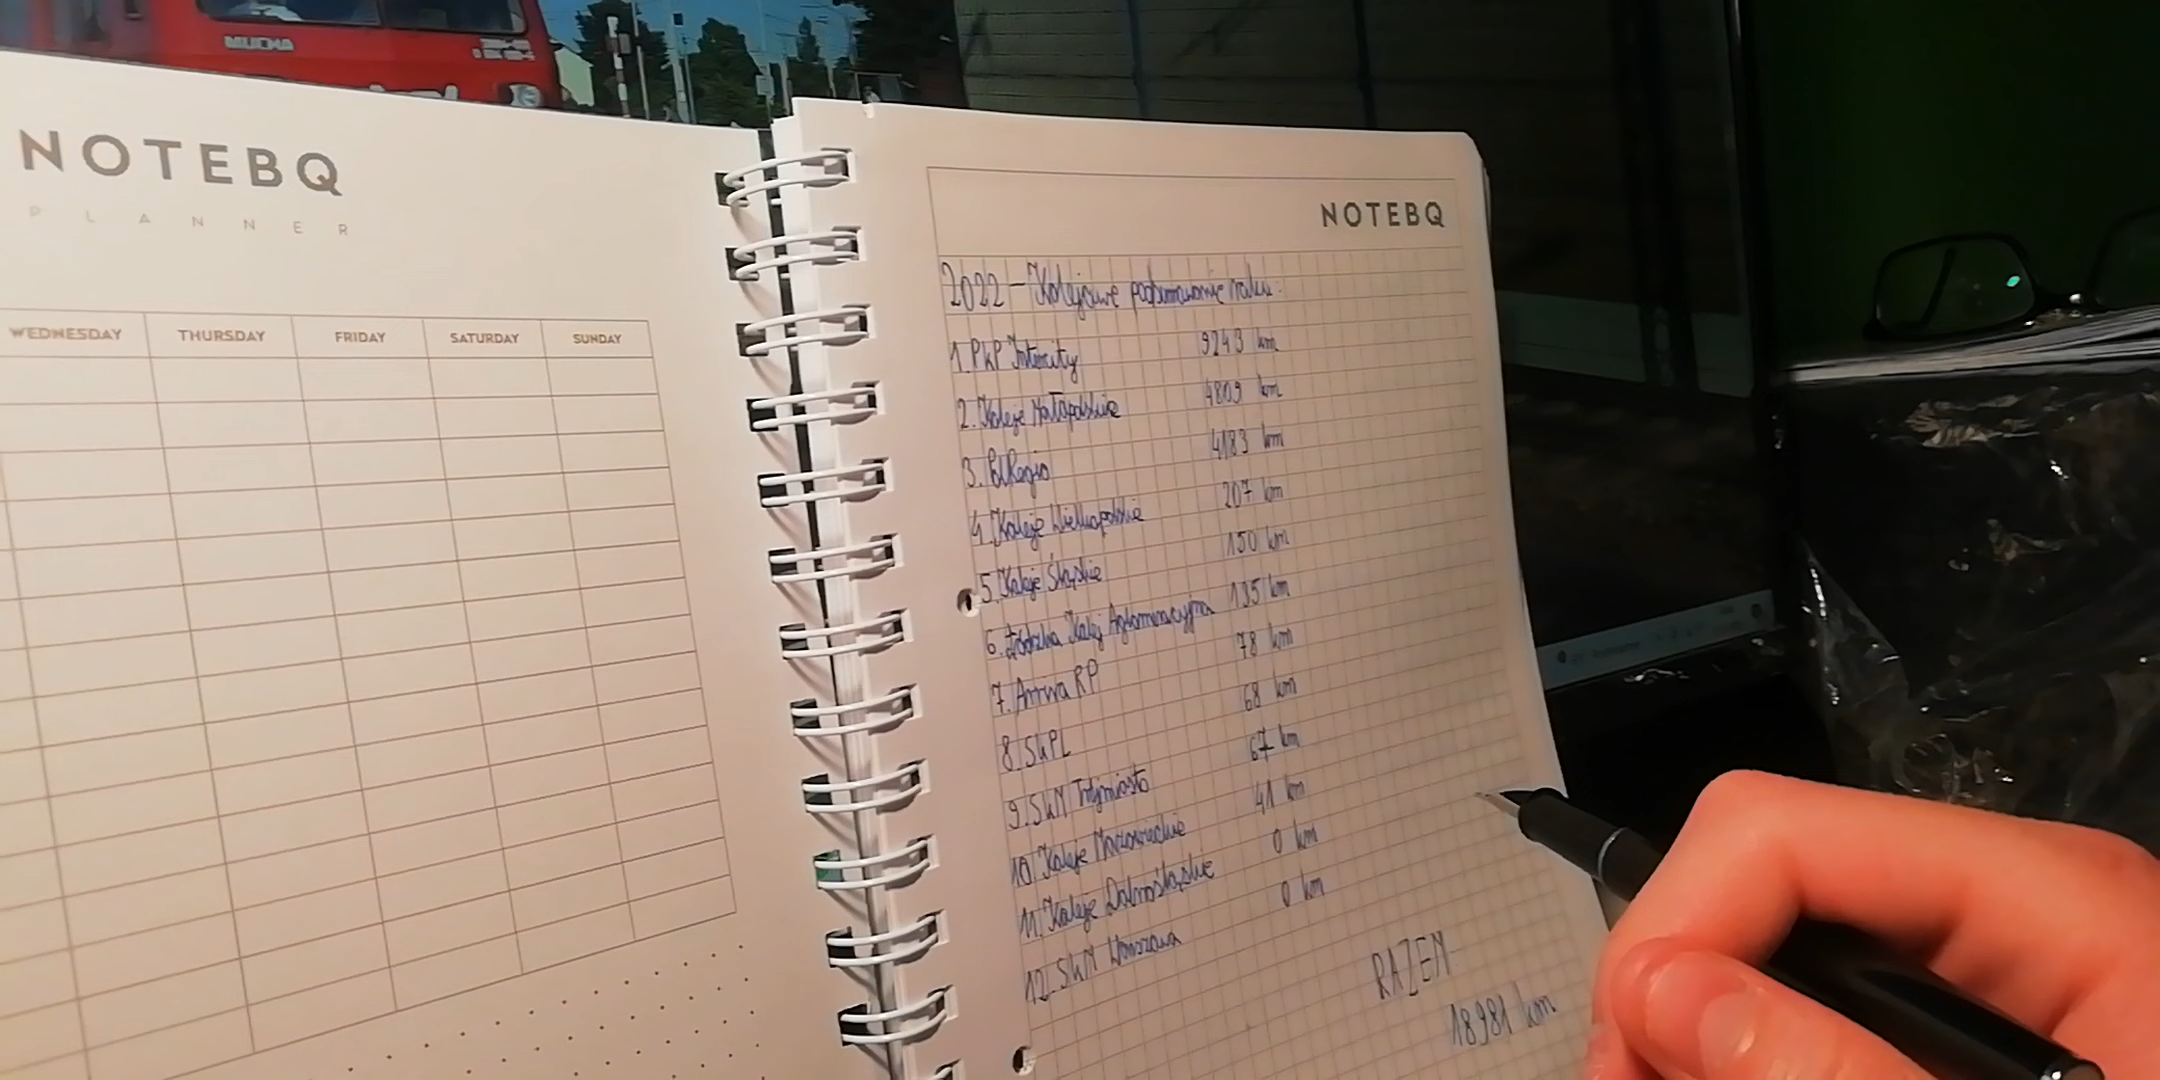 MUCHA
NOTEBQ
PLANNER
WEDNESDAY THURSDAY FRIDAY SATURDAY SUNDAY
NOTEBQ
2022 - Kolejowe podsumowanie roku:
1. PKP Intercity 9243 km
2. Koleje Małopolskie 4809 km
3. PolRegio 4183 km
4. Koleje Wielkopolskie 207 km
5. Koleje Śląskie 150 km
6. Łódzka Kolej Aglomeracyjna 135 km
7. Arriva RP 78 km
8. SKPL 68 km
9. SKM Trójmiasto 67 km
10. Koleje Mazowieckie 41 km
11. Koleje Dolnośląskie 0 km
12. SKM Warszawa 0 km
RAZEM
18981 km